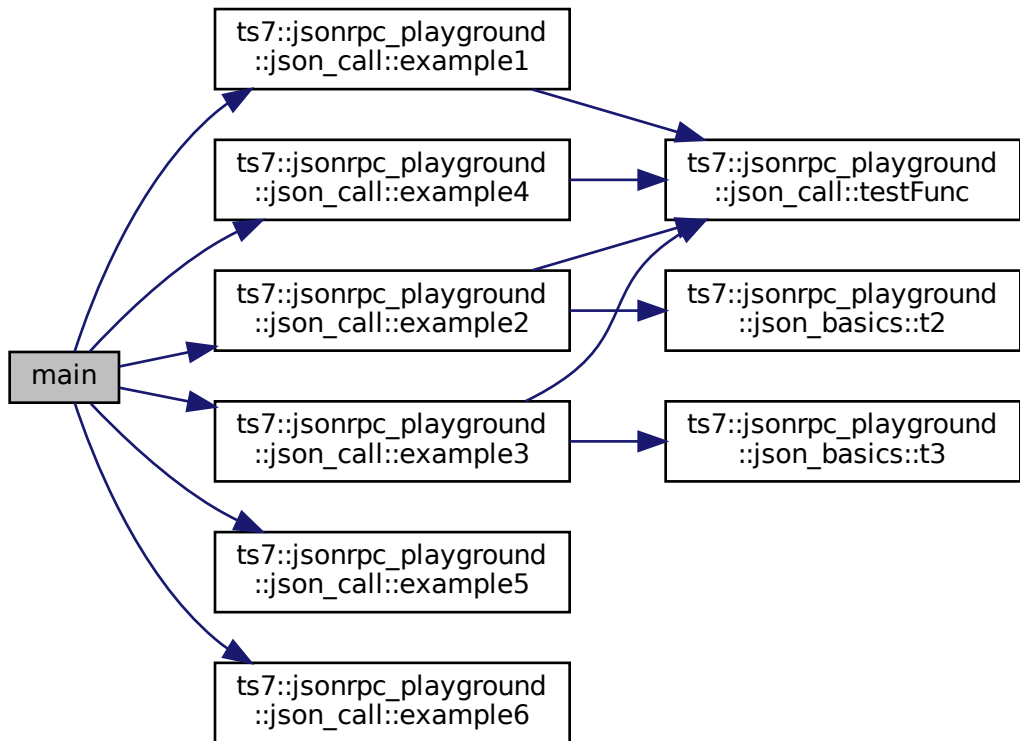 ts7::jsonrpc_playground
::json_call::example1
ts7::jsonrpc_playground
::json_call::example4
ts7::jsonrpc_playground
::json_call::testFunc
ts7::jsonrpc_playground
::json_call::example2
ts7::jsonrpc_playground
::json_basics::t2
main
ts7::jsonrpc_playground
::json_call::example3
ts7::jsonrpc_playground
::json_basics::t3
ts7::jsonrpc_playground
::json_call::example5
ts7::jsonrpc_playground
::json_call::example6